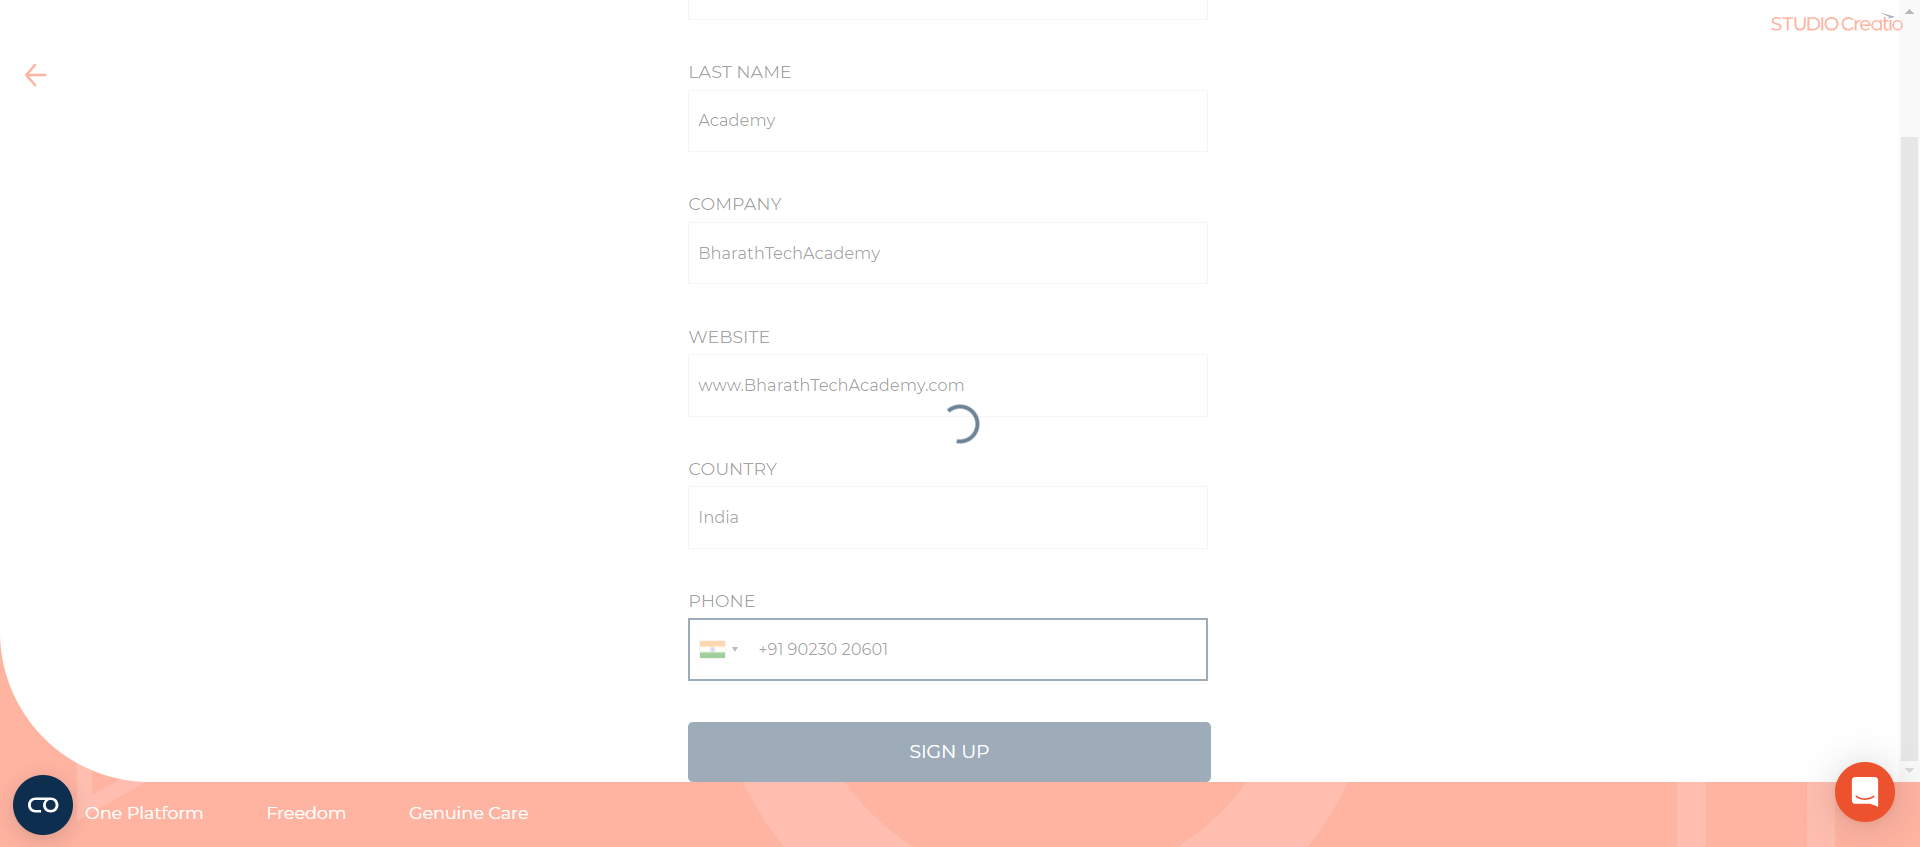 STUDIO Creatio
LAST NAME
Academy
COMPANY
BharathTechAcademy
WEBSITE
www.BharathTechAcademy.com
COUNTRY
India
PHONE
+91 90230 20601
SIGN UP
One Platform
Freedom
Genuine Care